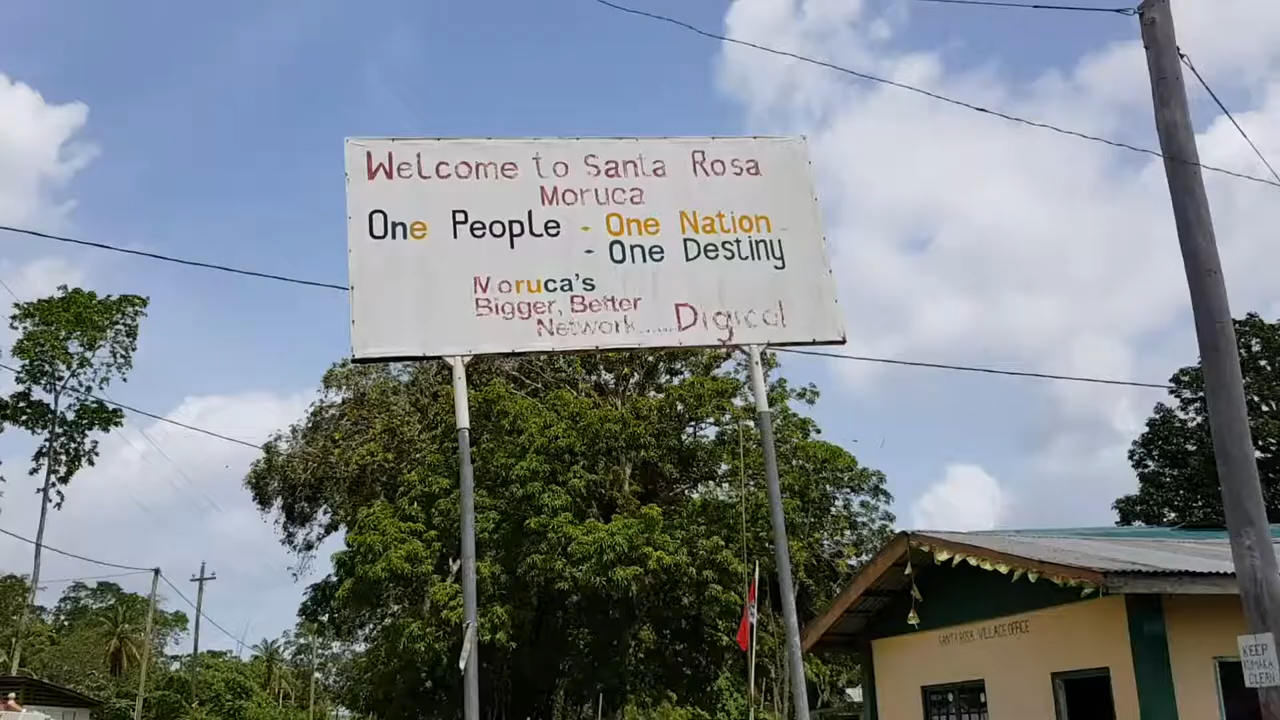 Welcome to Santa Rosa
Moruca
One People - One Nation
- One Destiny
Moruca's
Bigger, Better
Network......Digicel
SANTA ROSA VILLAGE OFFICE
KEEP
KUMAKA
CLEAN